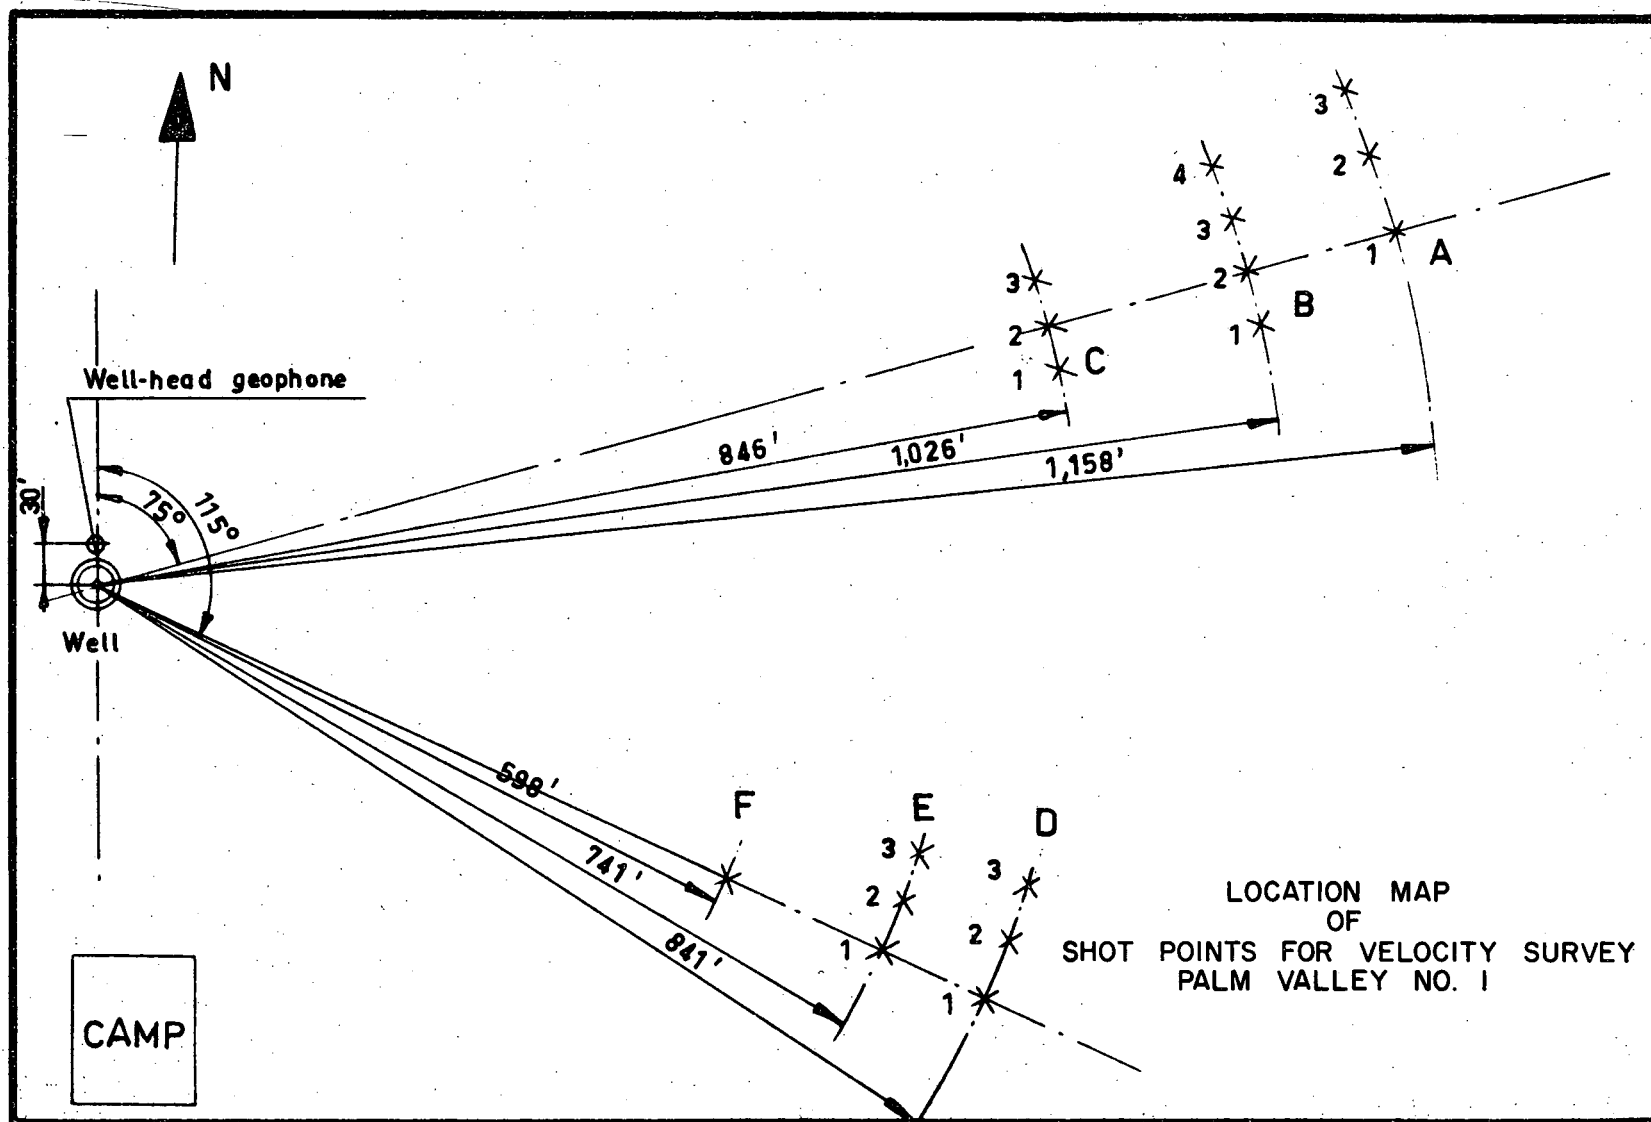 N
3
2
1 A
4
3
2
1 B
3
2
1 C
Well-head geophone
846'
1,026'
1,158'
30'
75°
115°
Well
598'
741'
841'
F
E
3
2
1
D
3
2
1
LOCATION MAP
OF
SHOT POINTS FOR VELOCITY SURVEY
PALM VALLEY NO. 1
CAMP